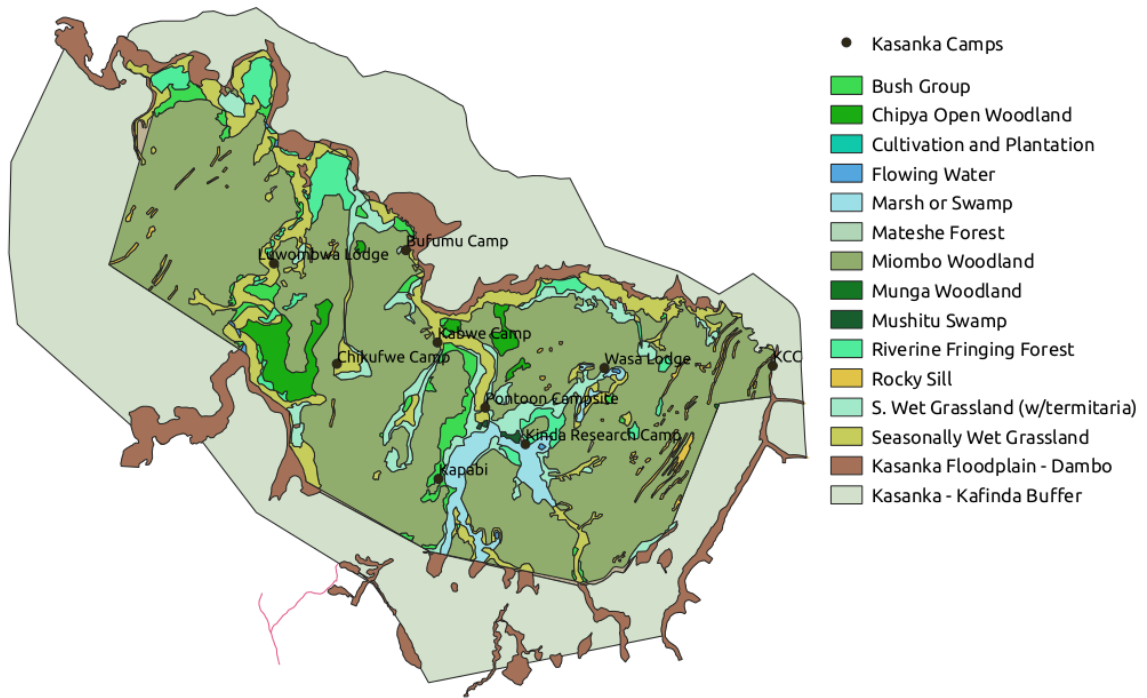 Bufumu Camp
Luwombwa Lodge
Kabwe Camp
Chikufwe Camp
Wasa Lodge
KCC
Pontoon Campsite
Kinda Research Camp
Kapabi
Kasanka Camps
Bush Group
Chipya Open Woodland
Cultivation and Plantation
Flowing Water
Marsh or Swamp
Mateshe Forest
Miombo Woodland
Munga Woodland
Mushitu Swamp
Riverine Fringing Forest
Rocky Sill
S. Wet Grassland (w/termitaria)
Seasonally Wet Grassland
Kasanka Floodplain - Dambo
Kasanka - Kafinda Buffer